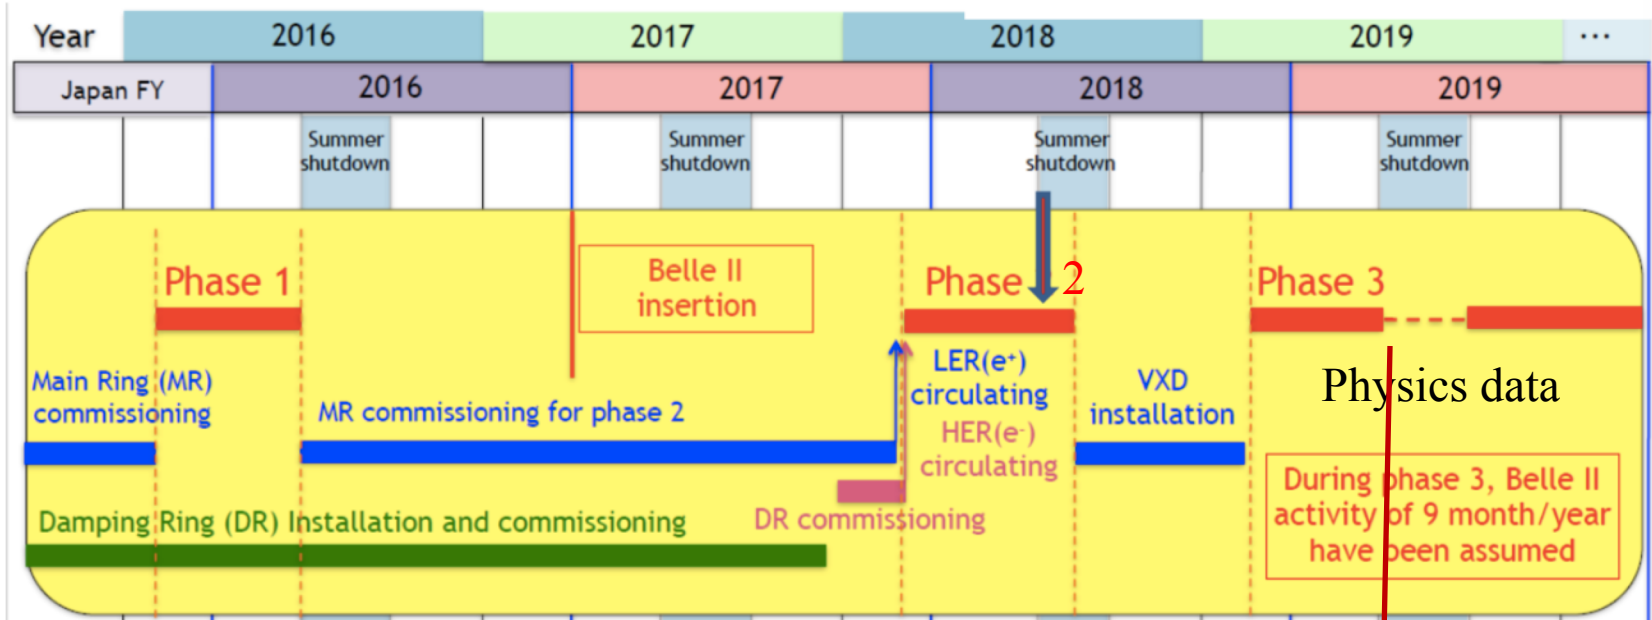 Year 2016 2017 2018 2019 ...
Japan FY 2016 2017 2018 2019
Summer shutdown
Summer shutdown
Summer shutdown
Summer shutdown
Phase 1
Belle II
insertion
Phase 2
Phase 3
Main Ring (MR)
commissioning
MR commissioning for phase 2
LER(e⁺)
circulating
HER(e⁻)
circulating
VXD
installation
Physics data
Damping Ring (DR) Installation and commissioning
DR commissioning
During phase 3, Belle II
activity of 9 month/year
have been assumed